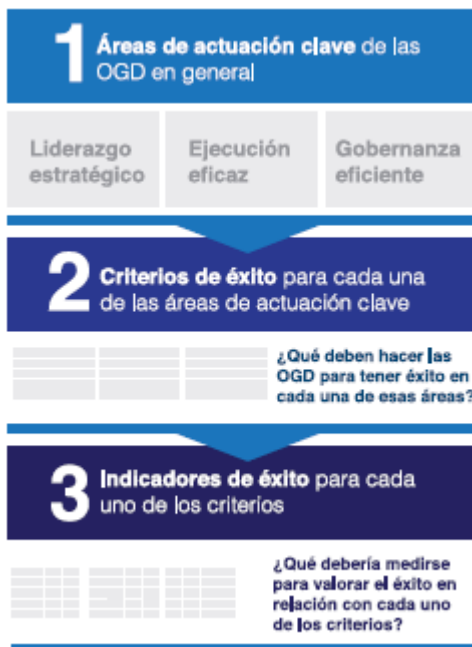 1 Áreas de actuación clave de las
OGD en general
Liderazgo
estratégico
Ejecución
eficaz
Gobernanza
eficiente
2 Criterios de éxito para cada una
de las áreas de actuación clave
¿Qué deben hacer las
OGD para tener éxito en
cada una de esas áreas?
3 Indicadores de éxito para cada
uno de los criterios
¿Qué debería medirse
para valorar el éxito en
relación con cada uno
de los criterios?